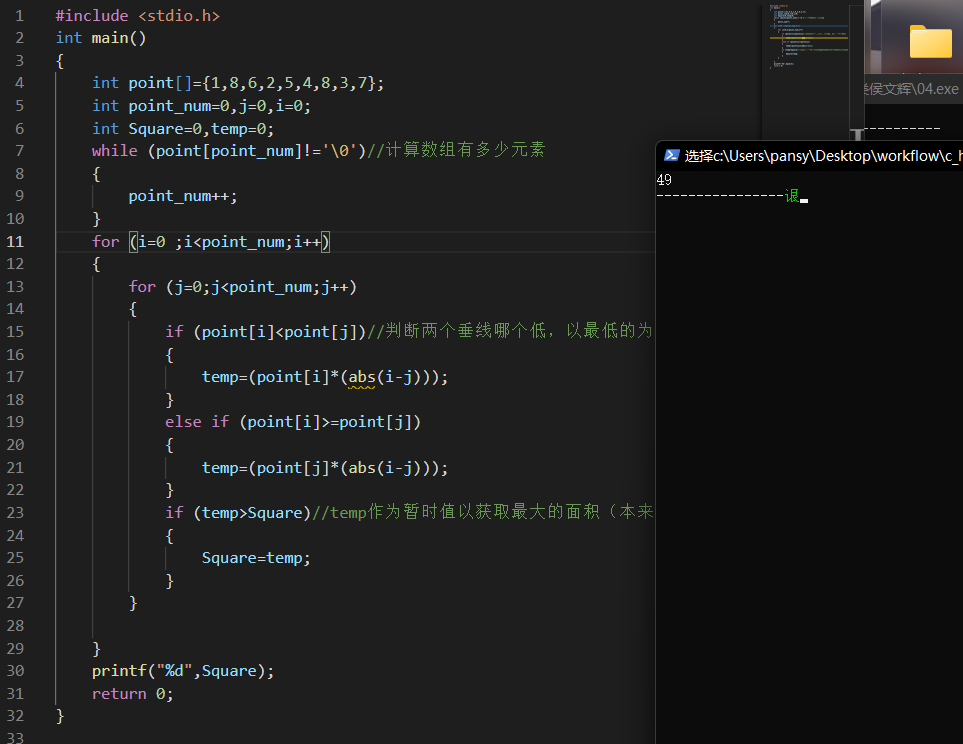 1 #include <stdio.h>
2 int main()
3 {
4 int point[]={1,8,6,2,5,4,8,3,7};
5 int point_num=0,j=0,i=0;
6 int Square=0,temp=0;
7 while (point[point_num]!='\0')//计算数组有多少元素
8 {
9 point_num++;
10 }
11 for (i=0 ;i<point_num;i++)
12 {
13 for (j=0;j<point_num;j++)
14 {
15 if (point[i]<point[j])//判断两个垂线哪个低，以最低的为
16 {
17 temp=(point[i]*(abs(i-j)));
18 }
19 else if (point[i]>=point[j])
20 {
21 temp=(point[j]*(abs(i-j)));
22 }
23 if (temp>Square)//temp作为暂时值以获取最大的面积（本来
24 {
25 Square=temp;
26 }
27 }
28
29 }
30 printf("%d",Square);
31 return 0;
32 }
33
侯文辉\04.exe
-----------
选择c:\Users\pansy\Desktop\workflow\c_h
49
-----------------